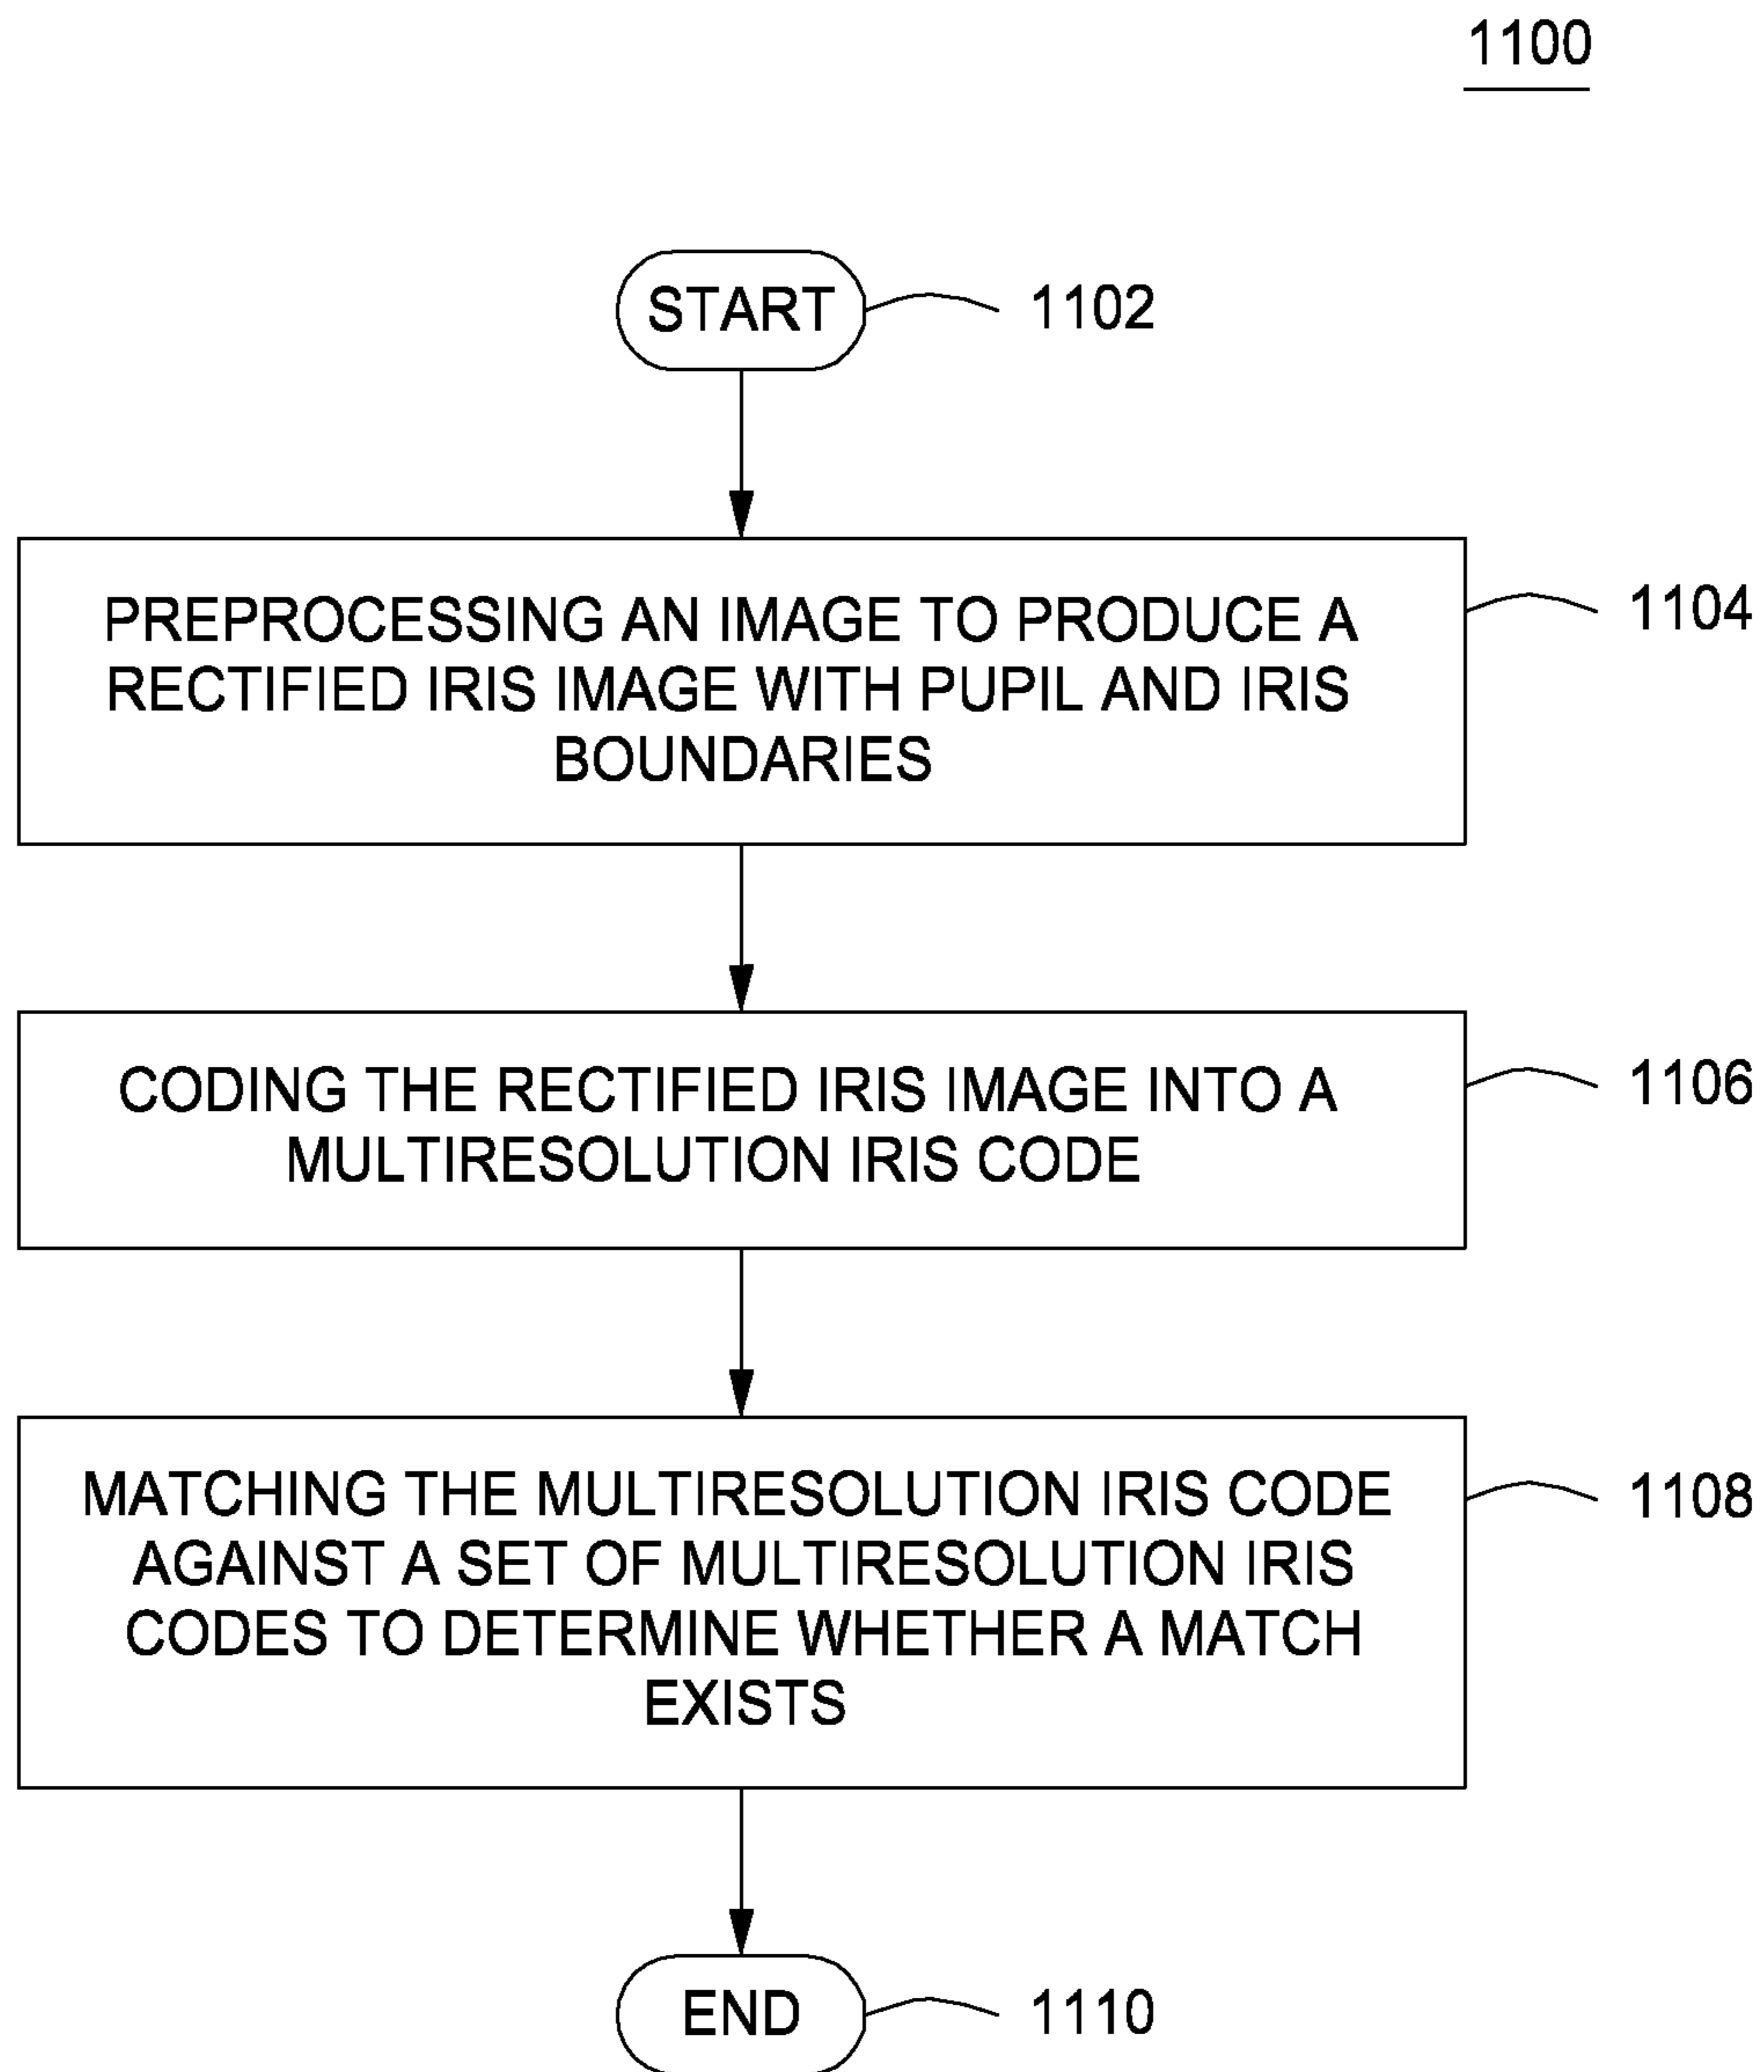 1100
START
1102
PREPROCESSING AN IMAGE TO PRODUCE A
RECTIFIED IRIS IMAGE WITH PUPIL AND IRIS
BOUNDARIES
1104
CODING THE RECTIFIED IRIS IMAGE INTO A
MULTIRESOLUTION IRIS CODE
1106
MATCHING THE MULTIRESOLUTION IRIS CODE
AGAINST A SET OF MULTIRESOLUTION IRIS
CODES TO DETERMINE WHETHER A MATCH
EXISTS
1108
END
1110